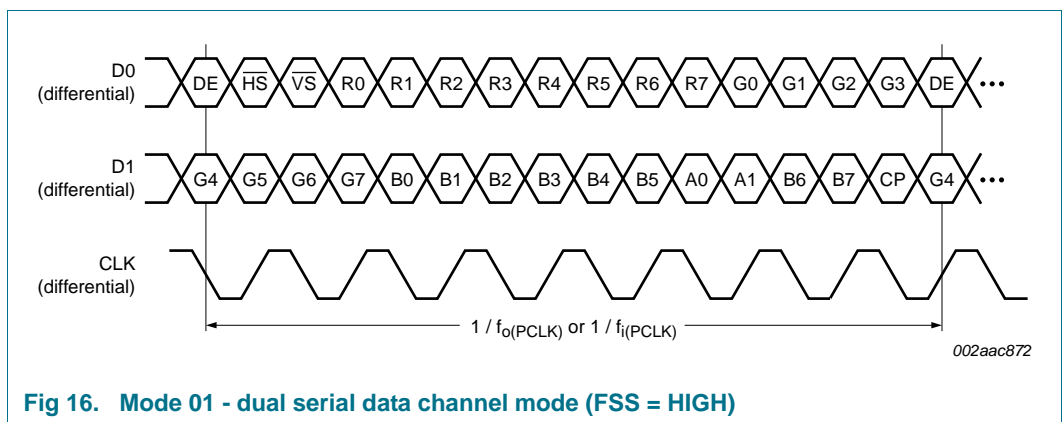 D0
(differential)
DE H̅S̅ V̅S̅ R0 R1 R2 R3 R4 R5 R6 R7 G0 G1 G2 G3 DE •••
D1
(differential)
G4 G5 G6 G7 B0 B1 B2 B3 B4 B5 A0 A1 B6 B7 CP G4 •••
CLK
(differential)
1 / fo(PCLK) or 1 / fi(PCLK)
002aac872
Fig 16. Mode 01 - dual serial data channel mode (FSS = HIGH)